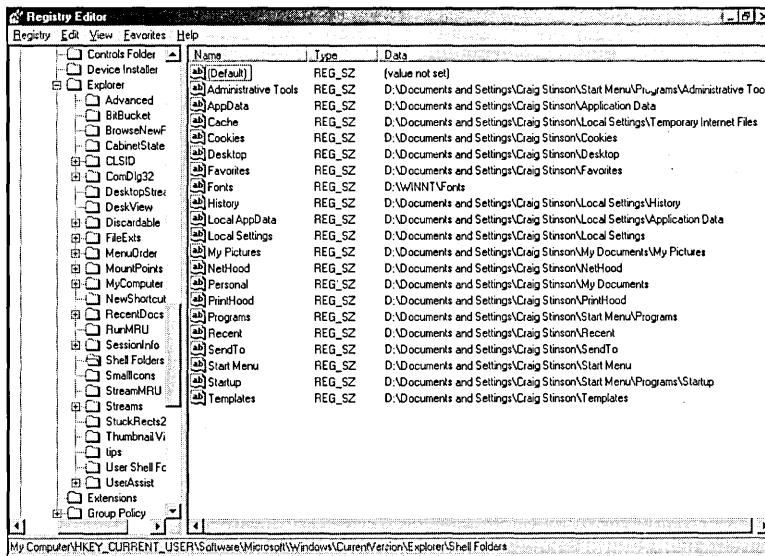 Registry Editor
Registry Edit View Favorites Help
Controls Folder
Device Installer
Explorer
Advanced
BitBucket
BrowseNewF
CabinetState
CLSID
ComDlg32
DesktopStrea
DeskView
Discardable
FileExts
MenuOrder
MountPoints
MyComputer
NewShortcut
RecentDocs
RunMRU
SessionInfo
Shell Folders
SmallIcons
StreamMRU
Streams
StuckRects2
Thumbnail Vi
tips
User Shell Fc
UserAssist
Extensions
Group Policy
Name Type Data
(Default) REG_SZ (value not set)
Administrative Tools REG_SZ D:\Documents and Settings\Craig Stinson\Start Menu\Programs\Administrative Too
AppData REG_SZ D:\Documents and Settings\Craig Stinson\Application Data
Cache REG_SZ D:\Documents and Settings\Craig Stinson\Local Settings\Temporary Internet Files
Cookies REG_SZ D:\Documents and Settings\Craig Stinson\Cookies
Desktop REG_SZ D:\Documents and Settings\Craig Stinson\Desktop
Favorites REG_SZ D:\Documents and Settings\Craig Stinson\Favorites
Fonts REG_SZ D:\WINNT\Fonts
History REG_SZ D:\Documents and Settings\Craig Stinson\Local Settings\History
Local AppData REG_SZ D:\Documents and Settings\Craig Stinson\Local Settings\Application Data
Local Settings REG_SZ D:\Documents and Settings\Craig Stinson\Local Settings
My Pictures REG_SZ D:\Documents and Settings\Craig Stinson\My Documents\My Pictures
NetHood REG_SZ D:\Documents and Settings\Craig Stinson\NetHood
Personal REG_SZ D:\Documents and Settings\Craig Stinson\My Documents
PrintHood REG_SZ D:\Documents and Settings\Craig Stinson\PrintHood
Programs REG_SZ D:\Documents and Settings\Craig Stinson\Start Menu\Programs
Recent REG_SZ D:\Documents and Settings\Craig Stinson\Recent
SendTo REG_SZ D:\Documents and Settings\Craig Stinson\SendTo
Start Menu REG_SZ D:\Documents and Settings\Craig Stinson\Start Menu
Startup REG_SZ D:\Documents and Settings\Craig Stinson\Start Menu\Programs\Startup
Templates REG_SZ D:\Documents and Settings\Craig Stinson\Templates
My Computer\HKEY_CURRENT_USER\Software\Microsoft\Windows\CurrentVersion\Explorer\Shell Folders